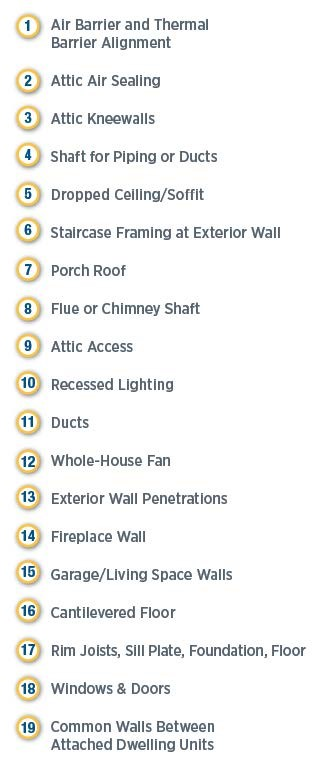 1 Air Barrier and Thermal
Barrier Alignment
2 Attic Air Sealing
3 Attic Kneewalls
4 Shaft for Piping or Ducts
5 Dropped Ceiling/Soffit
6 Staircase Framing at Exterior Wall
7 Porch Roof
8 Flue or Chimney Shaft
9 Attic Access
10 Recessed Lighting
11 Ducts
12 Whole-House Fan
13 Exterior Wall Penetrations
14 Fireplace Wall
15 Garage/Living Space Walls
16 Cantilevered Floor
17 Rim Joists, Sill Plate, Foundation, Floor
18 Windows & Doors
19 Common Walls Between
Attached Dwelling Units